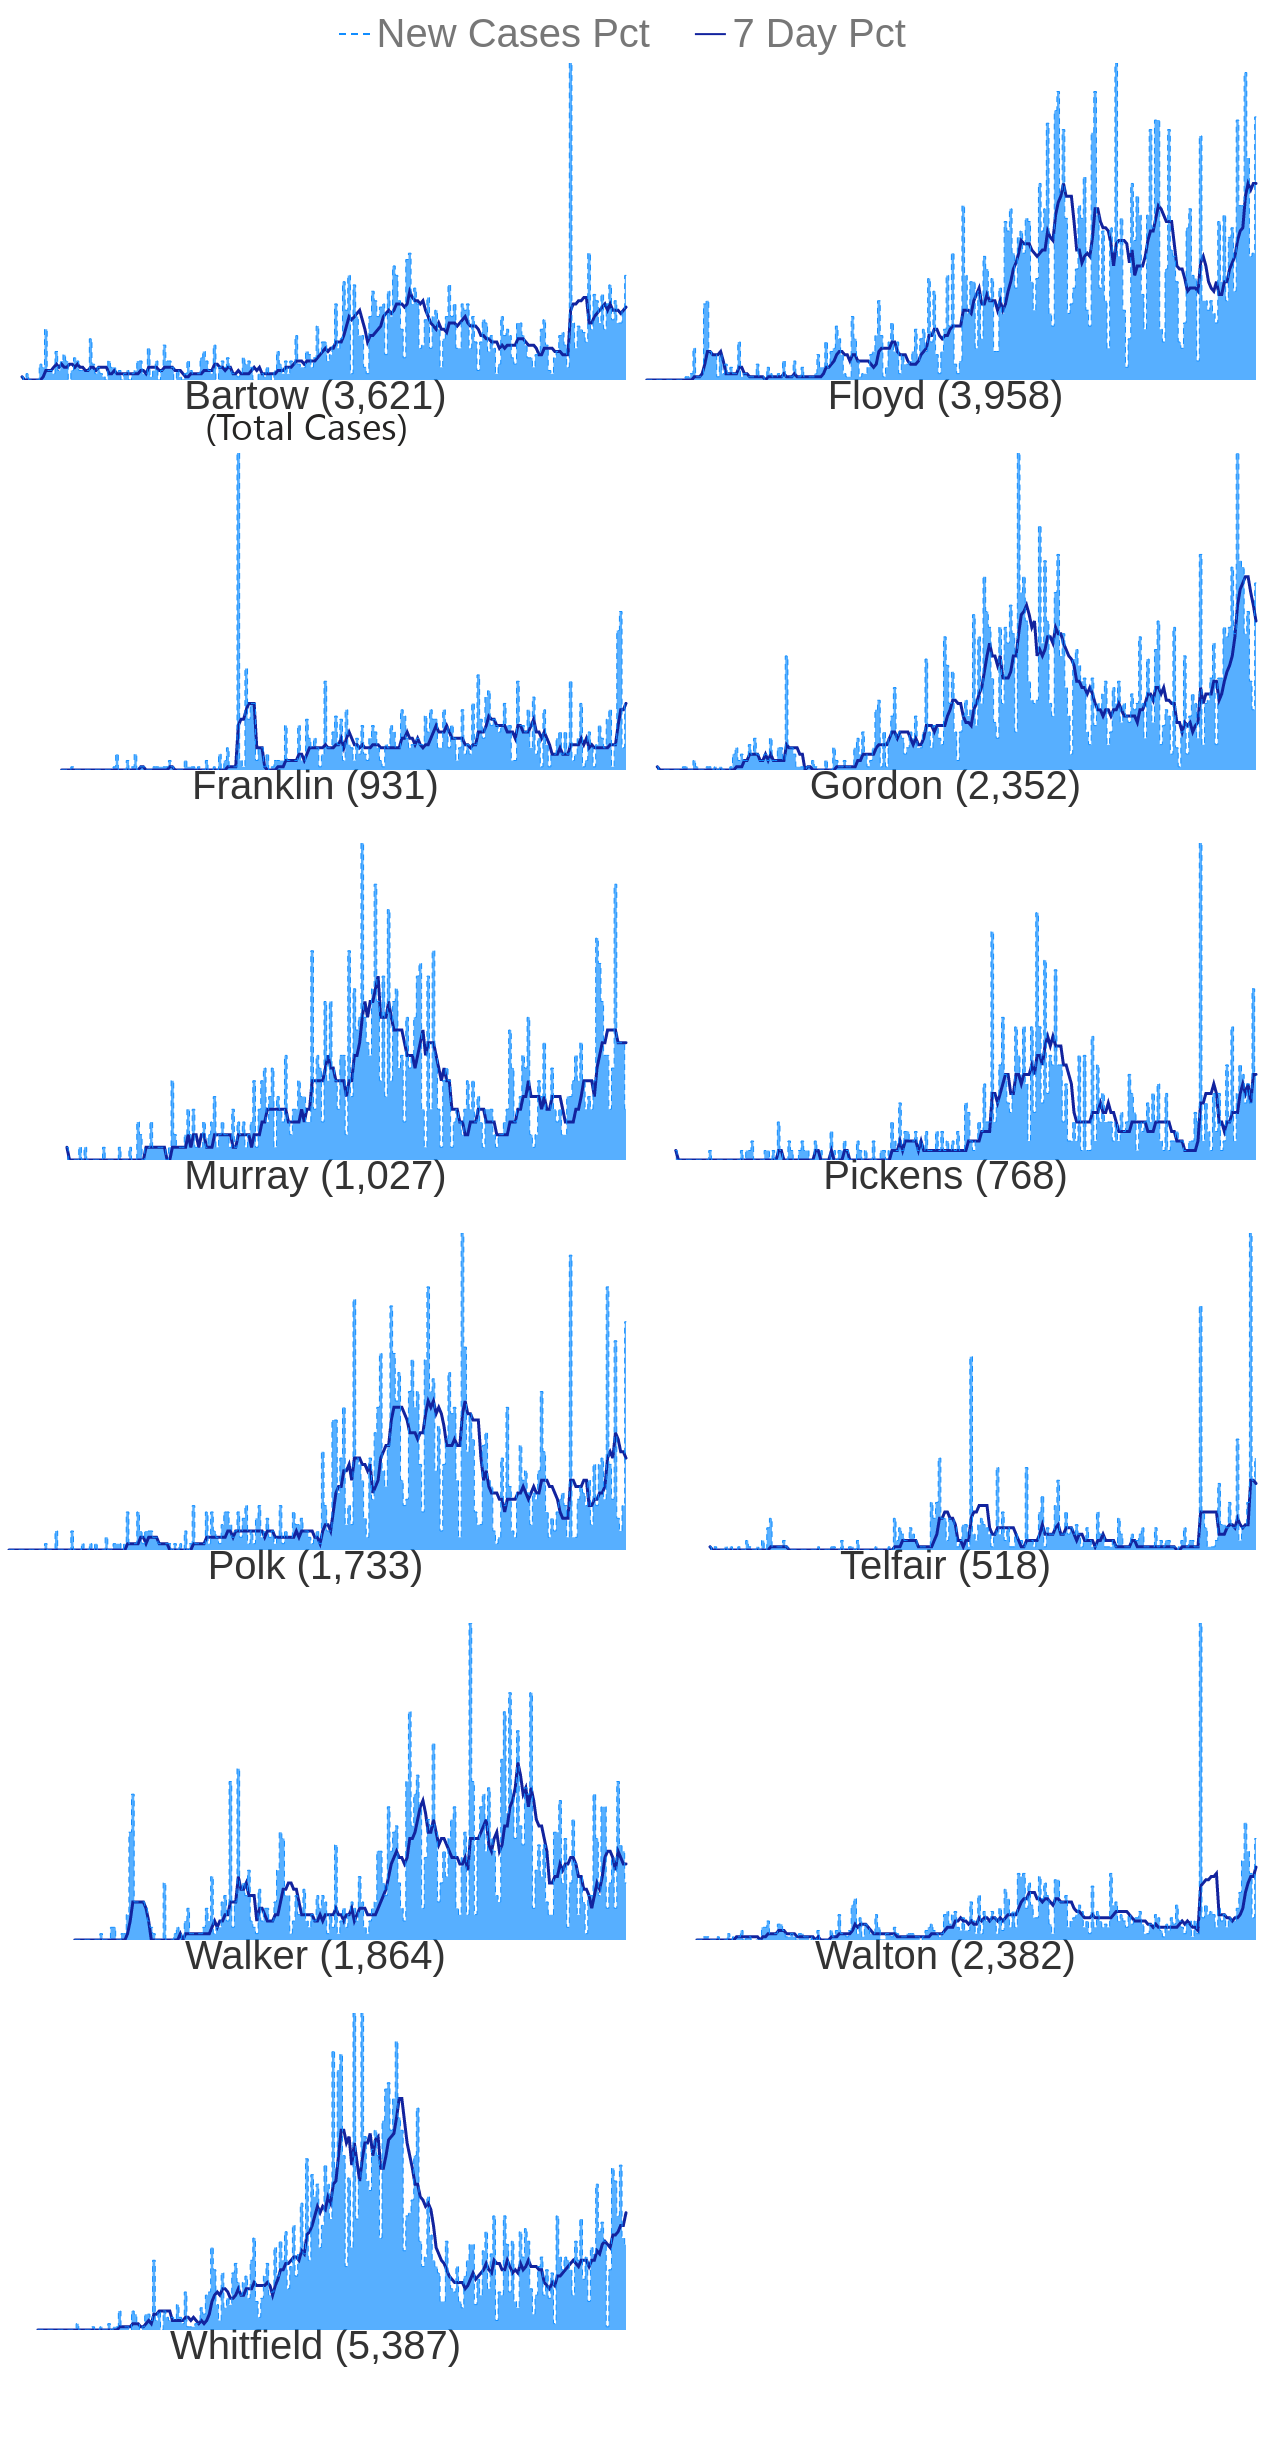 New Cases Pct 7 Day Pct
Bartow (3,621) Floyd (3,958)
(Total Cases)
Franklin (931) Gordon (2,352)
Murray (1,027) Pickens (768)
Polk (1,733) Telfair (518)
Walker (1,864) Walton (2,382)
Whitfield (5,387)